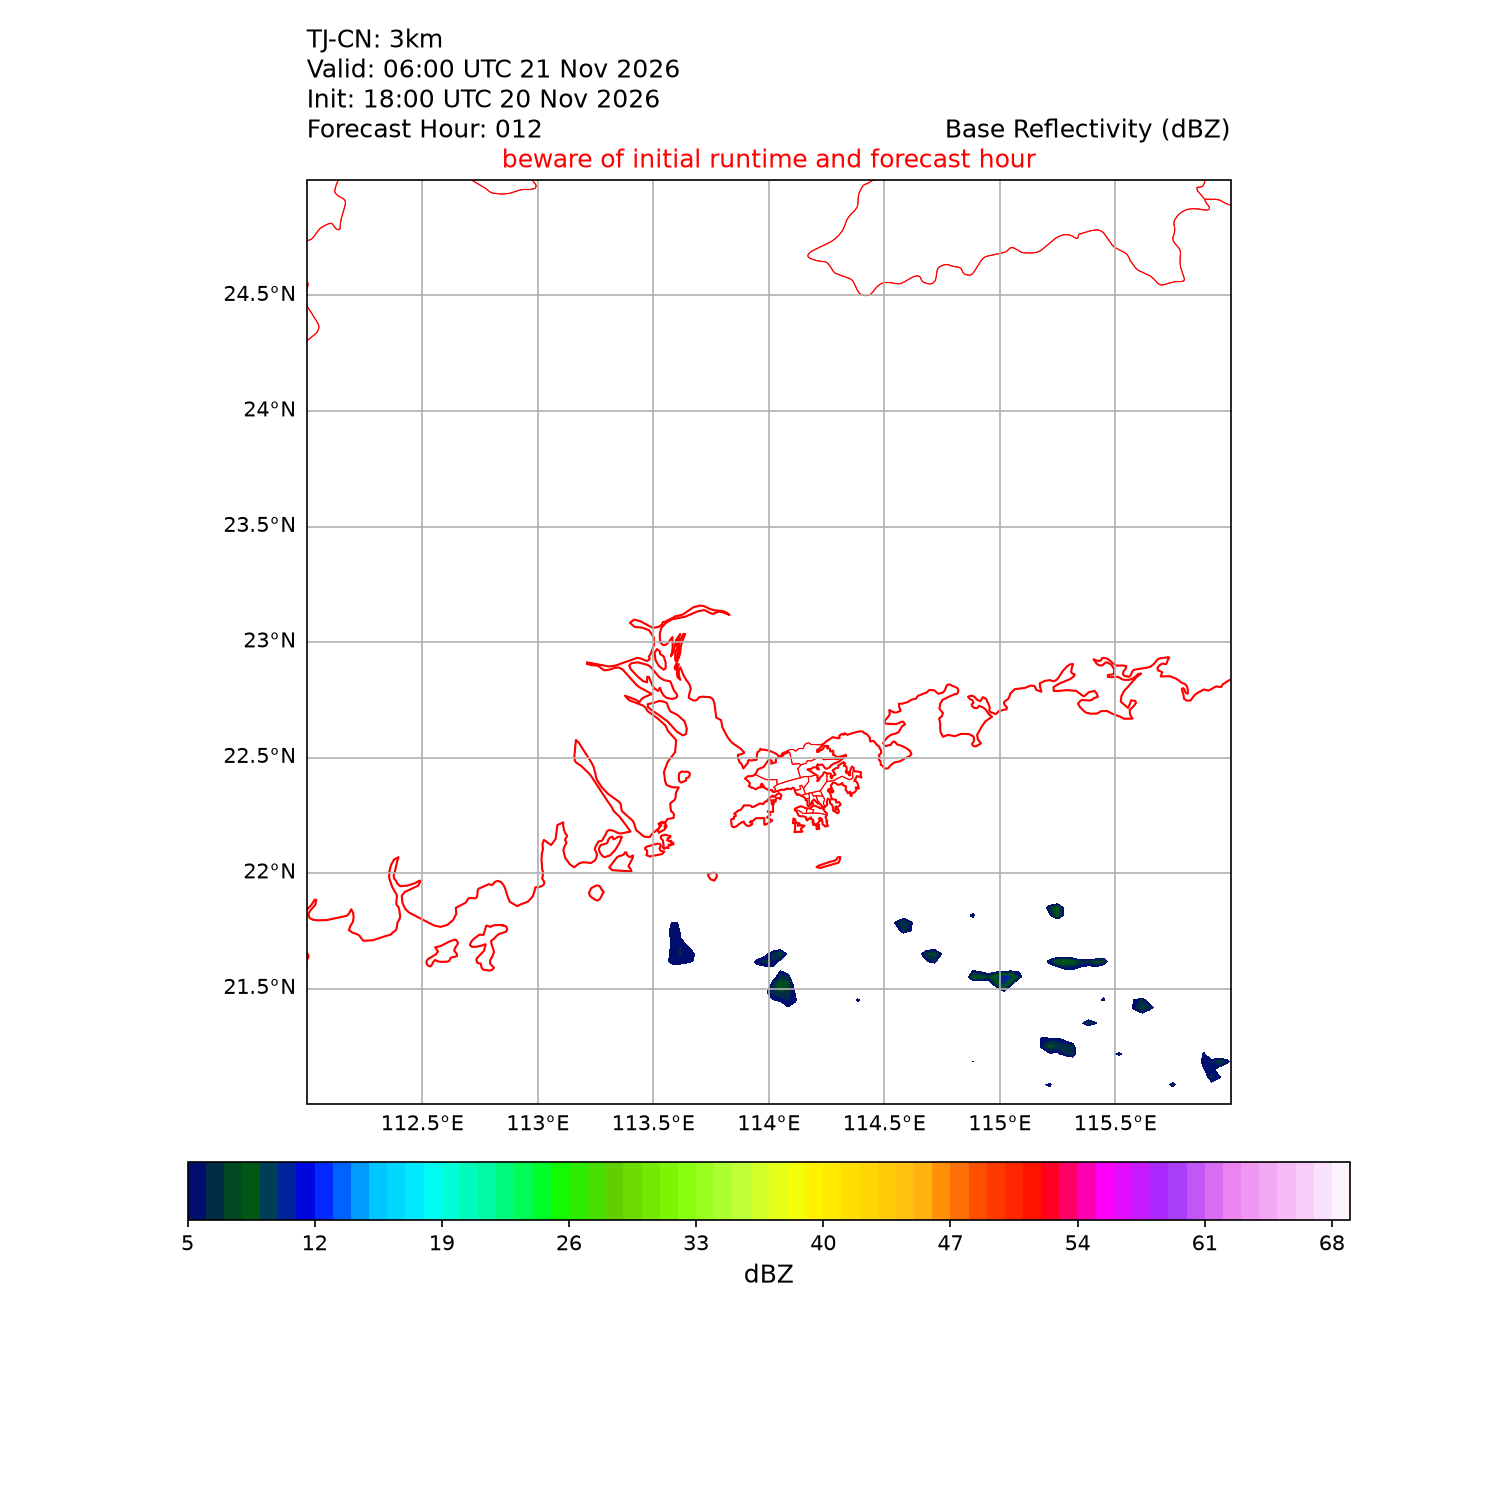 TJ-CN: 3km
Valid: 06:00 UTC 21 Nov 2026
Init: 18:00 UTC 20 Nov 2026
Forecast Hour: 012
Base Reflectivity (dBZ)
beware of initial runtime and forecast hour
24.5°N
24°N
23.5°N
23°N
22.5°N
22°N
21.5°N
112.5°E 113°E 113.5°E 114°E 114.5°E 115°E 115.5°E
5 12 19 26 33 40 47 54 61 68
dBZ